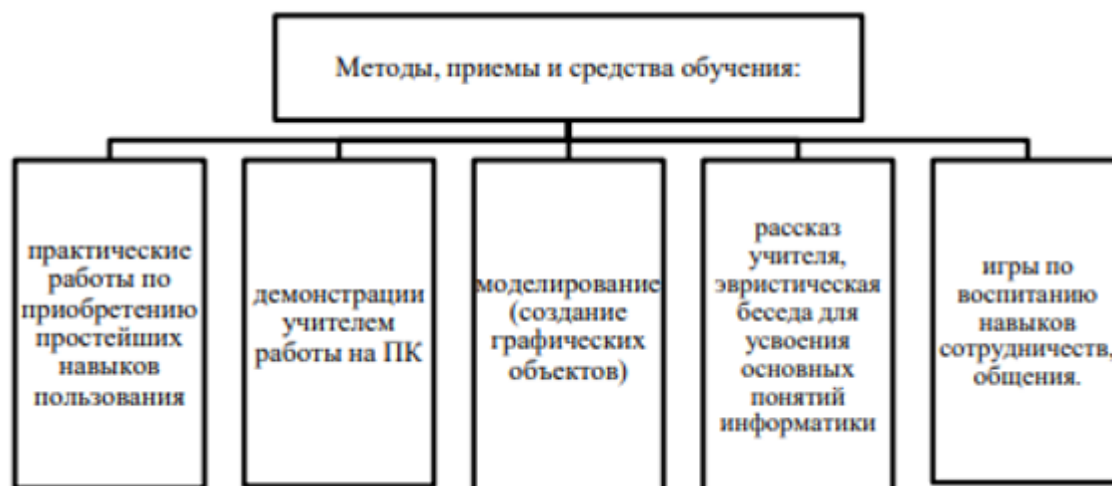 Методы, приемы и средства обучения:
практические
работы по
приобретению
простейших
навыков
пользования
демонстрации
учителем
работы на ПК
моделирование
(создание
графических
объектов)
рассказ
учителя,
эвристическая
беседа для
усвоения
основных
понятий
информатики
игры по
воспитанию
навыков
сотрудничеств,
общения.